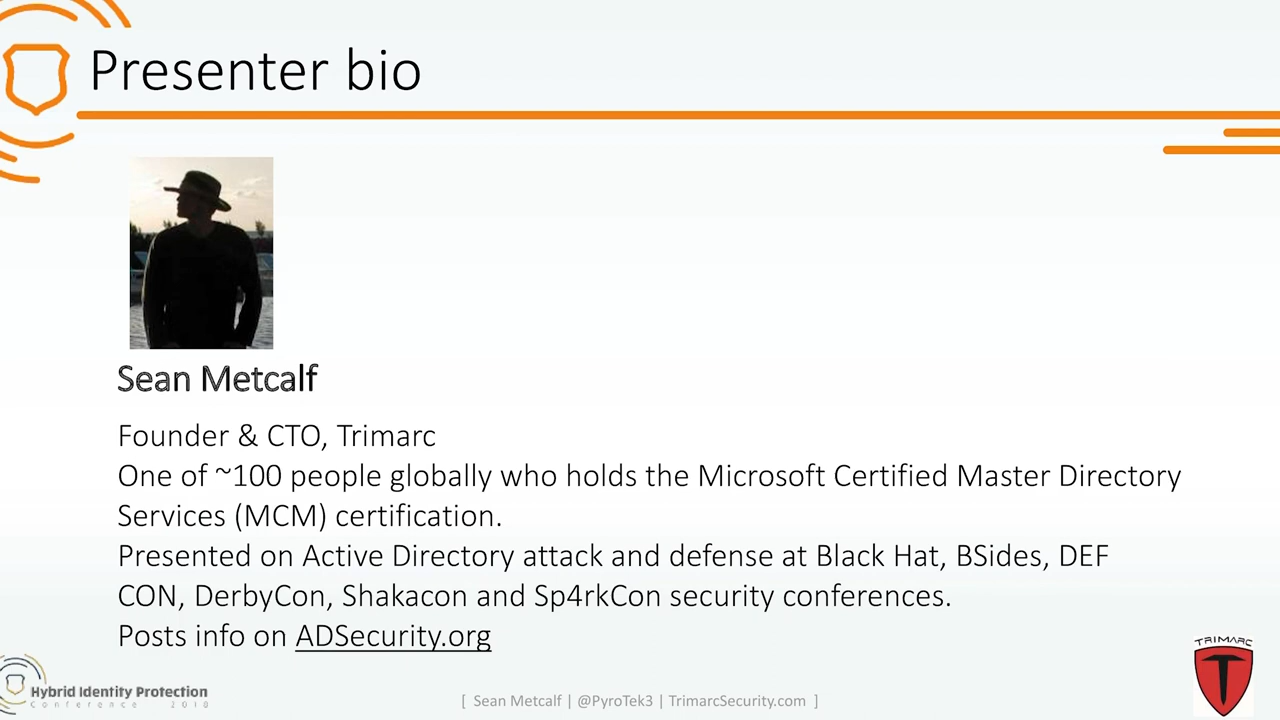 Presenter bio
Sean Metcalf
Founder & CTO, Trimarc
One of ~100 people globally who holds the Microsoft Certified Master Directory
Services (MCM) certification.
Presented on Active Directory attack and defense at Black Hat, BSides, DEF
CON, DerbyCon, Shakacon and Sp4rkCon security conferences.
Posts info on ADSecurity.org
TRIMARC
Hybrid Identity Protection
Conference 2018
[ Sean Metcalf | @PyroTek3 | TrimarcSecurity.com ]